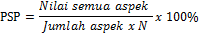 PSP = Nilai semua aspek / Jumlah aspek x N x 100%